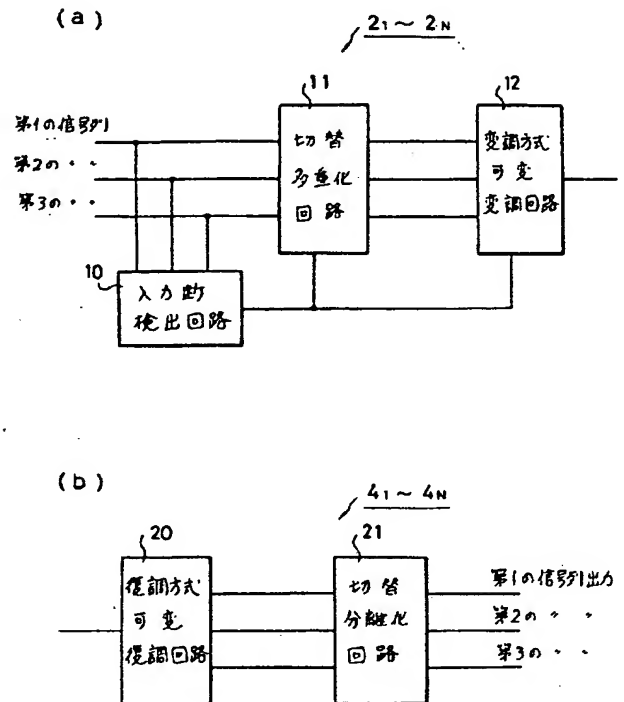 (a)
2₁〜2N
11
12
第1の信号列
第2の〃〃
第3の〃〃
切替
多重化
回路
変調方式
可変
変調回路
10
入力断
検出回路
(b)
4₁〜4N
20
21
復調方式
可変
復調回路
切替
分離化
回路
第1の信号列出力
第2の〃〃
第3の〃〃